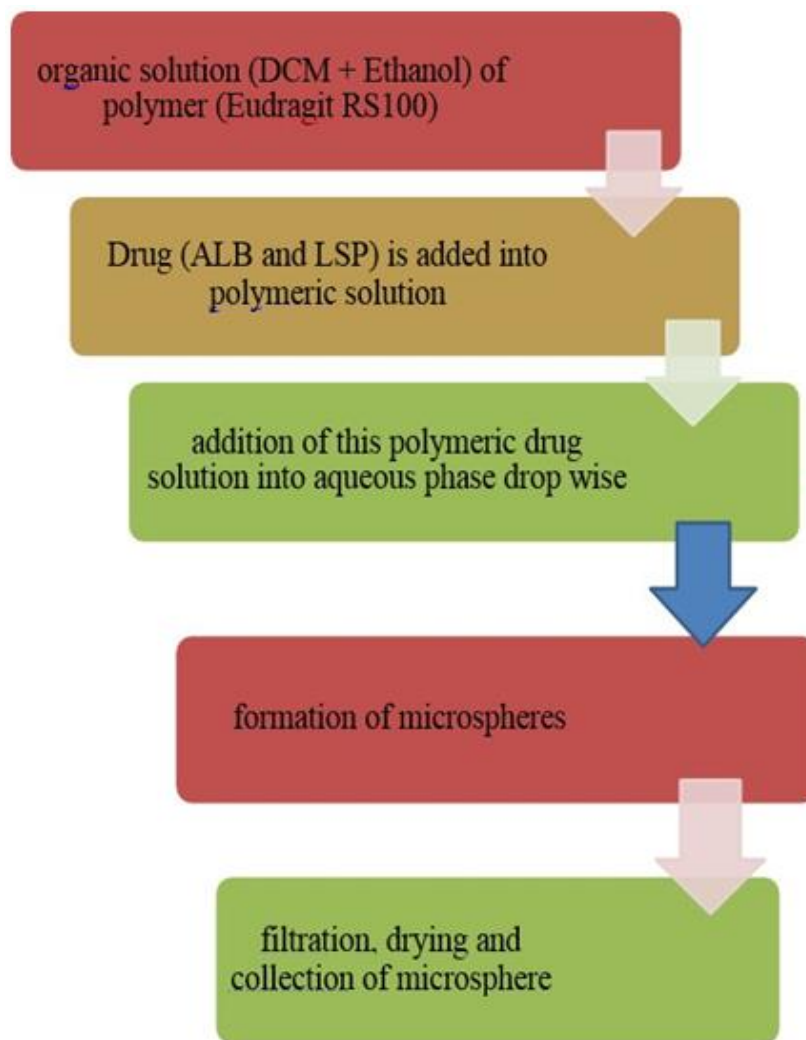 organic solution (DCM + Ethanol) of
polymer (Eudragit RS100)
Drug (ALB and LSP) is added into
polymeric solution
addition of this polymeric drug
solution into aqueous phase drop wise
formation of microspheres
filtration, drying and
collection of microsphere